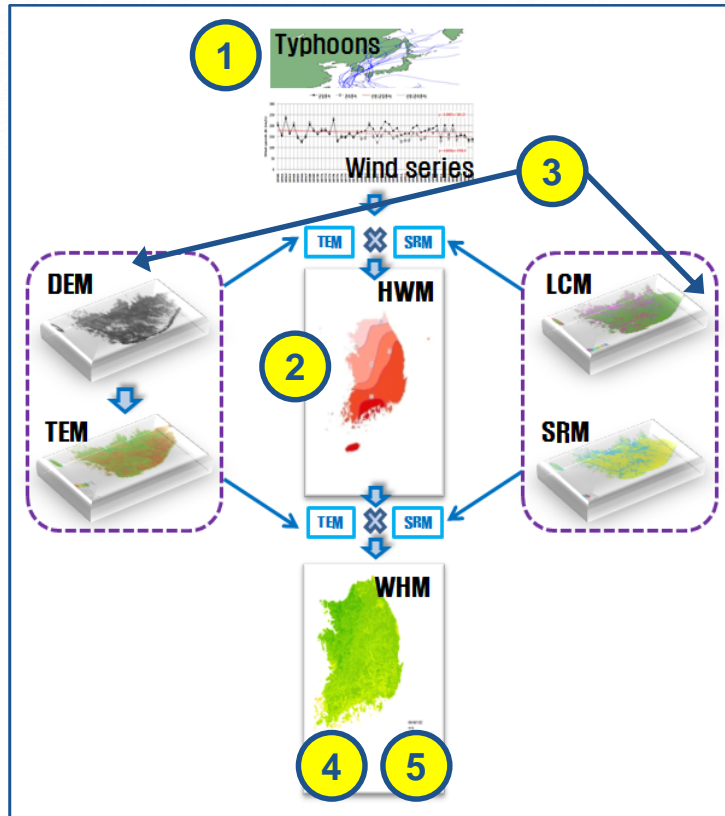 1
Typhoons
Wind series
3
TEM
SRM
DEM
HWM
LCM
2
TEM
SRM
TEM
SRM
WHM
4
5